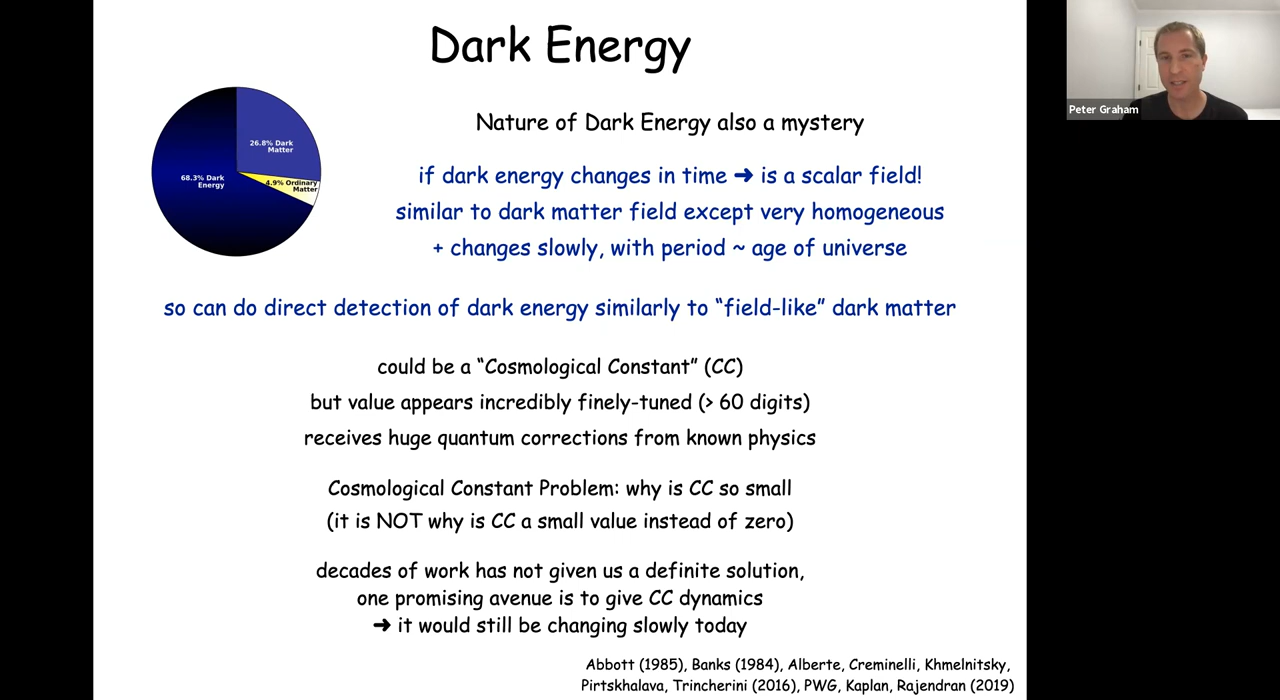 Dark Energy
26.8% Dark
Matter
68.3% Dark
Energy
4.9% Ordinary
Matter
Nature of Dark Energy also a mystery
if dark energy changes in time ➜ is a scalar field!
similar to dark matter field except very homogeneous
+ changes slowly, with period ~ age of universe
so can do direct detection of dark energy similarly to “field-like” dark matter
could be a “Cosmological Constant” (CC)
but value appears incredibly finely-tuned (> 60 digits)
receives huge quantum corrections from known physics
Cosmological Constant Problem: why is CC so small
(it is NOT why is CC a small value instead of zero)
decades of work has not given us a definite solution,
one promising avenue is to give CC dynamics
➜ it would still be changing slowly today
Abbott (1985), Banks (1984), Alberte, Creminelli, Khmelnitsky,
Pirtskhalava, Trincherini (2016), PWG, Kaplan, Rajendran (2019)
Peter Graham